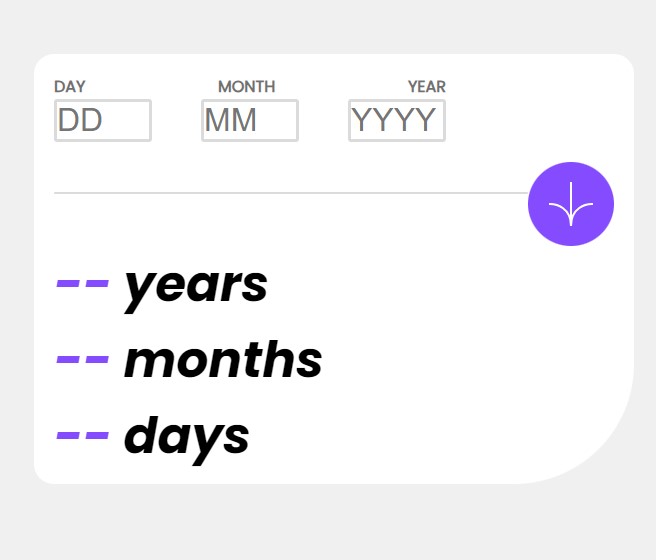 DAY MONTH YEAR
DD MM YYYY
-- years
-- months
-- days